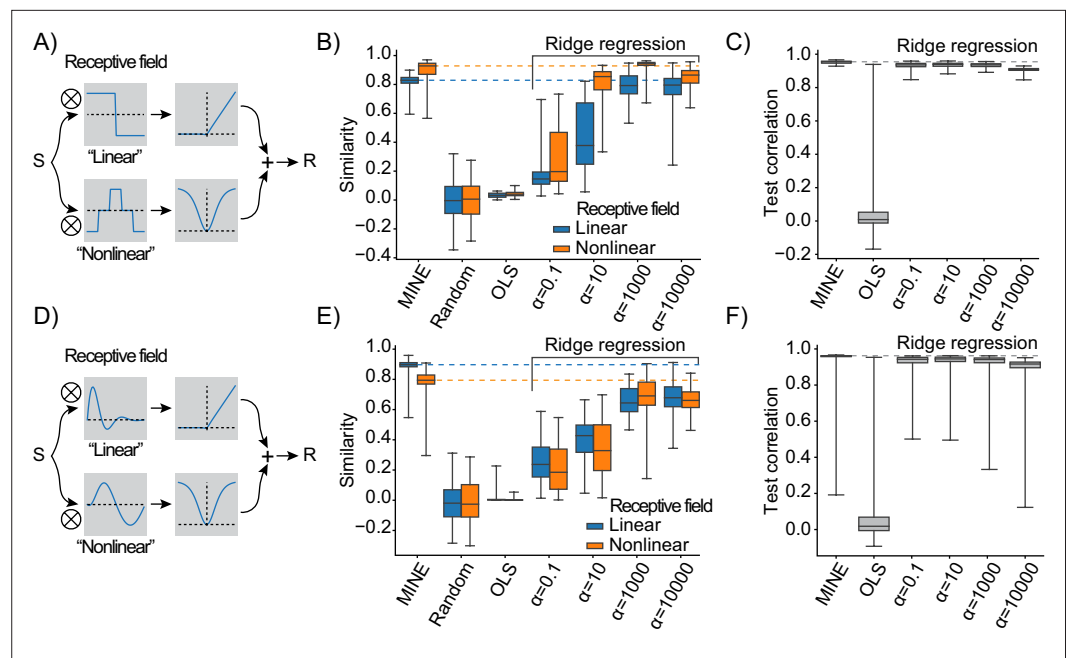 A)
Receptive field
S
"Linear"
"Nonlinear"
+
R
B)
Ridge regression
Similarity
1.0
0.8
0.6
0.4
0.2
0.0
−0.2
−0.4
Receptive field
Linear
Nonlinear
MINE
Random
OLS
α=0.1
α=10
α=1000
α=10000
C)
Ridge regression
Test correlation
1.0
0.8
0.6
0.4
0.2
0.0
−0.2
MINE
OLS
α=0.1
α=10
α=1000
α=10000
D)
Receptive field
S
"Linear"
"Nonlinear"
+
R
E)
Ridge regression
Similarity
1.0
0.8
0.6
0.4
0.2
0.0
−0.2
Receptive field
Linear
Nonlinear
MINE
Random
OLS
α=0.1
α=10
α=1000
α=10000
F)
Ridge regression
Test correlation
1.0
0.8
0.6
0.4
0.2
0.0
MINE
OLS
α=0.1
α=10
α=1000
α=10000